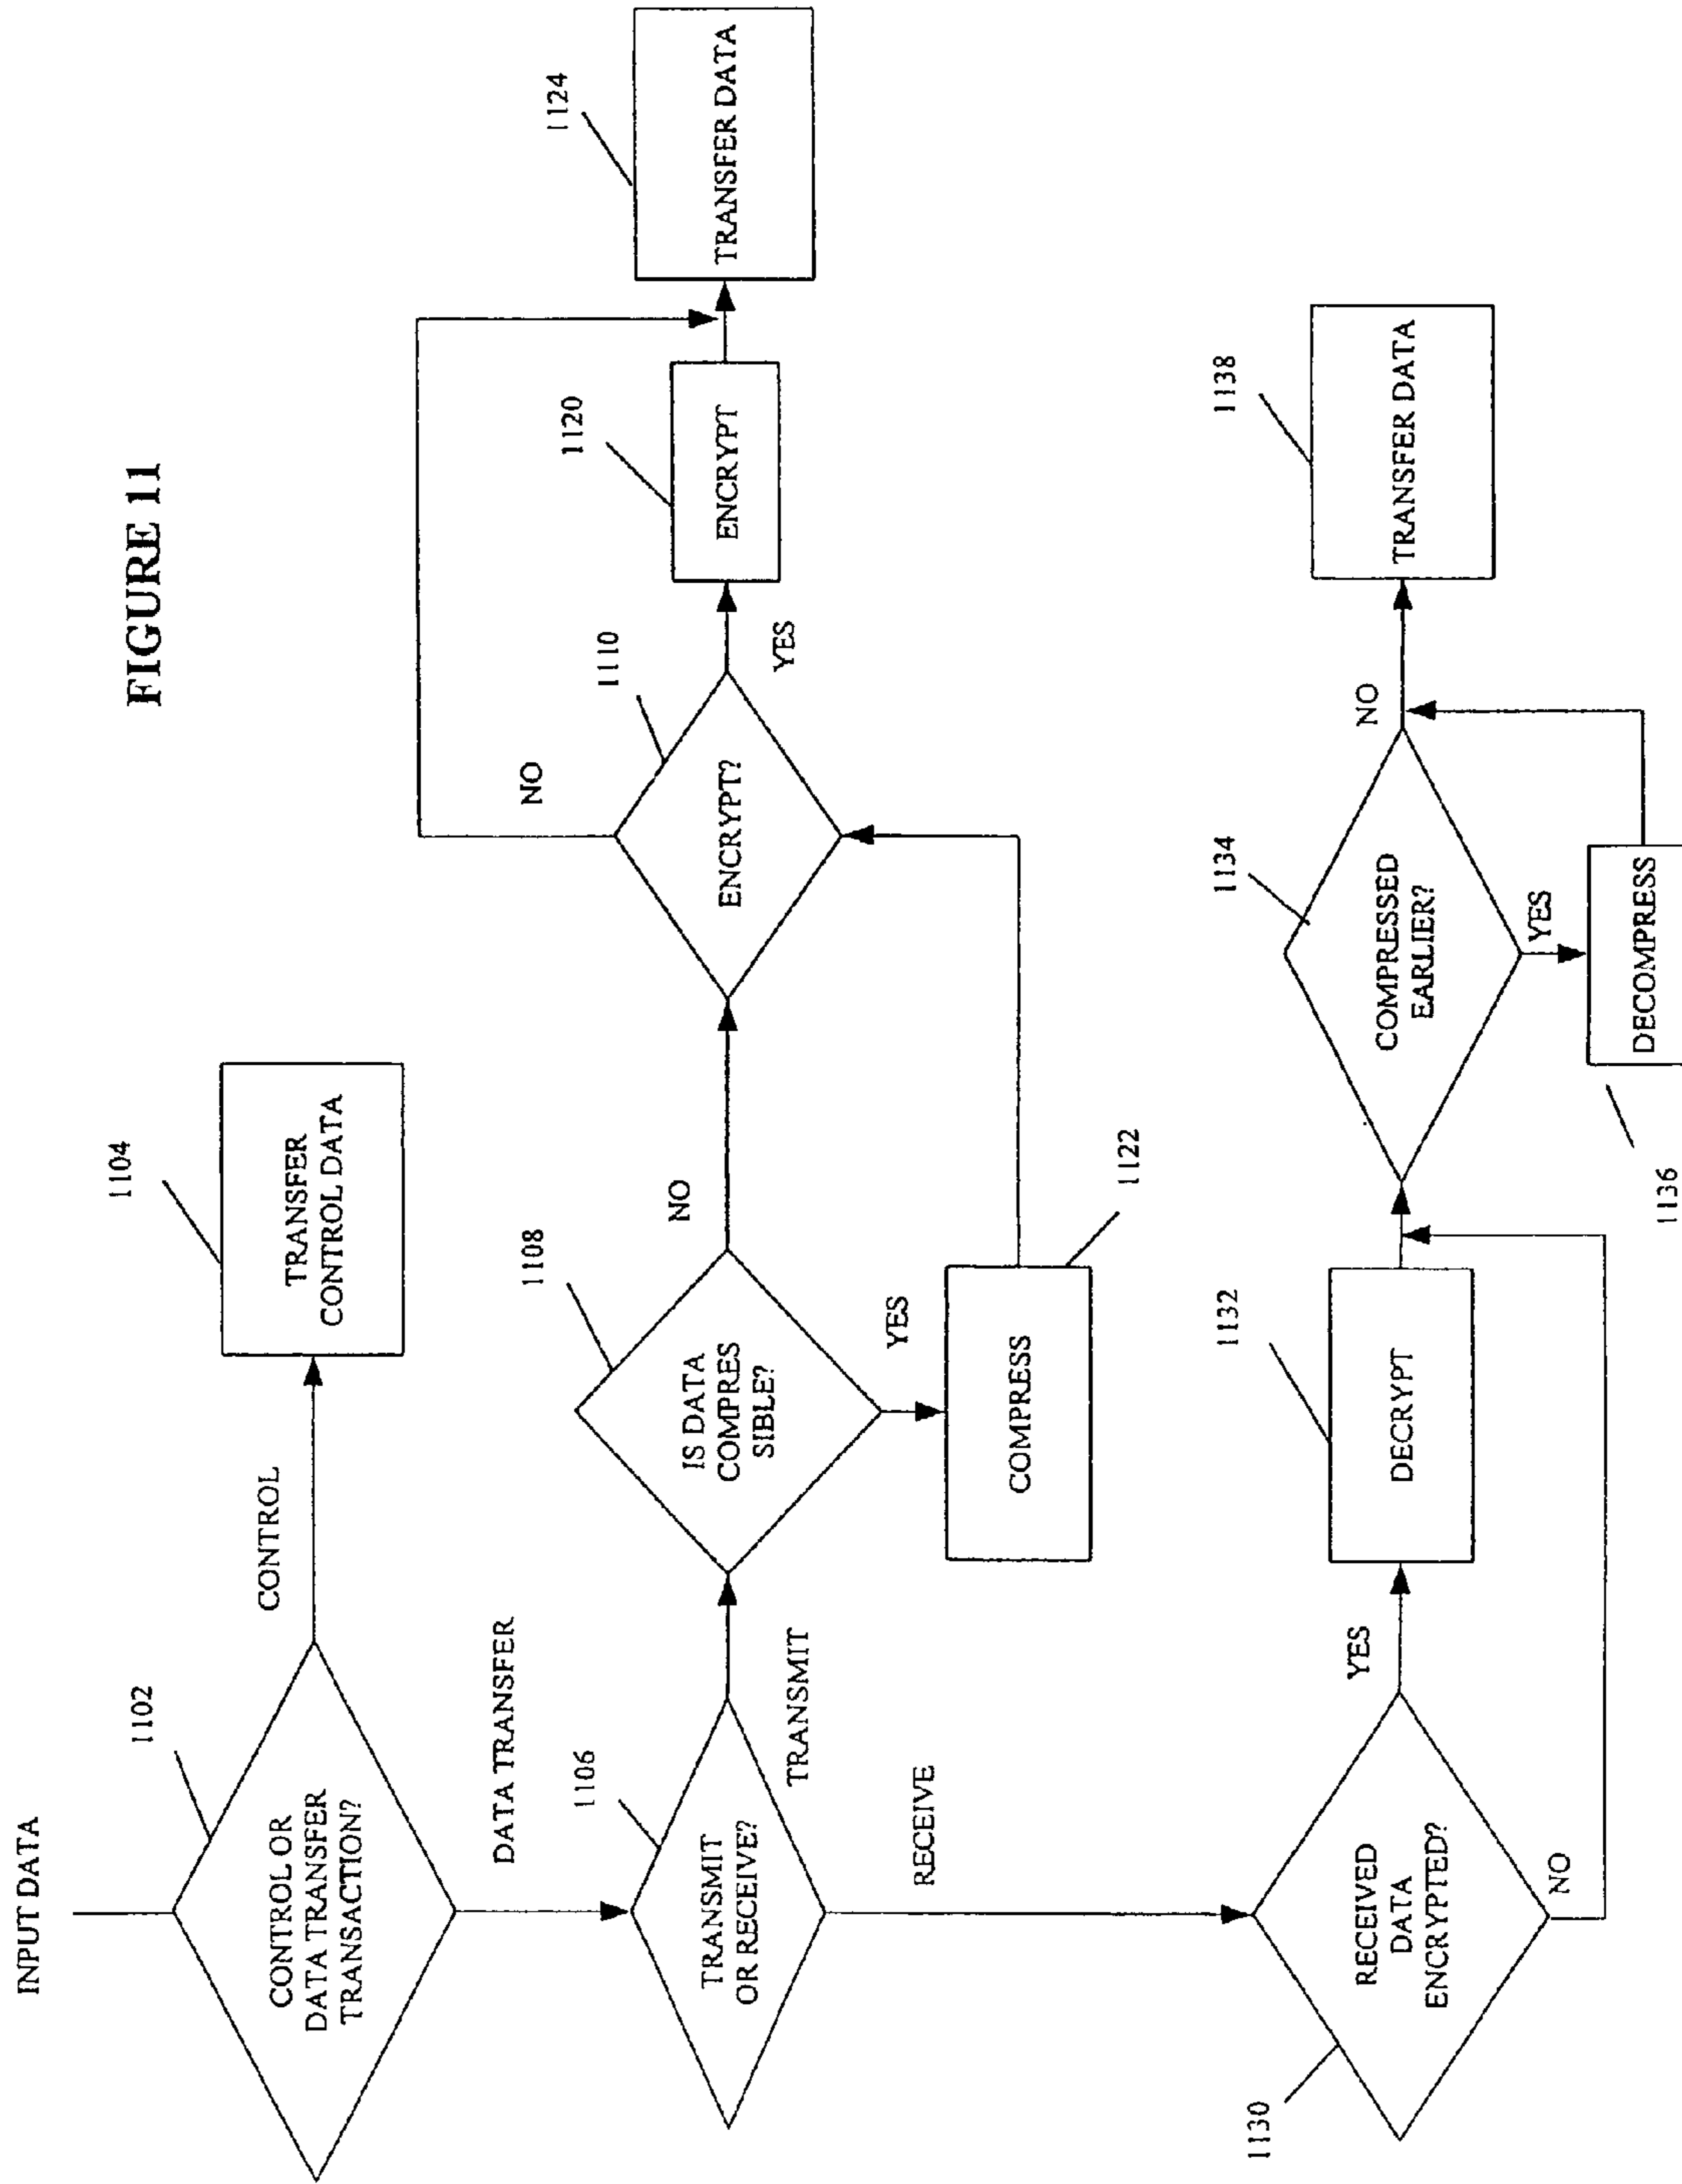 FIGURE 11
INPUT DATA
1102
CONTROL OR
DATA TRANSFER
TRANSACTION?
CONTROL
1104
TRANSFER
CONTROL DATA
DATA TRANSFER
1106
TRANSMIT
OR RECEIVE?
TRANSMIT
1108
IS DATA
COMPRES
SIBLE?
NO
YES
COMPRESS
1122
1110
ENCRYPT?
NO
YES
1120
ENCRYPT
1124
TRANSFER DATA
RECEIVE
1130
RECEIVED
DATA
ENCRYPTED?
YES
NO
1132
DECRYPT
1134
COMPRESSED
EARLIER?
NO
YES
1136
DECOMPRESS
1138
TRANSFER DATA